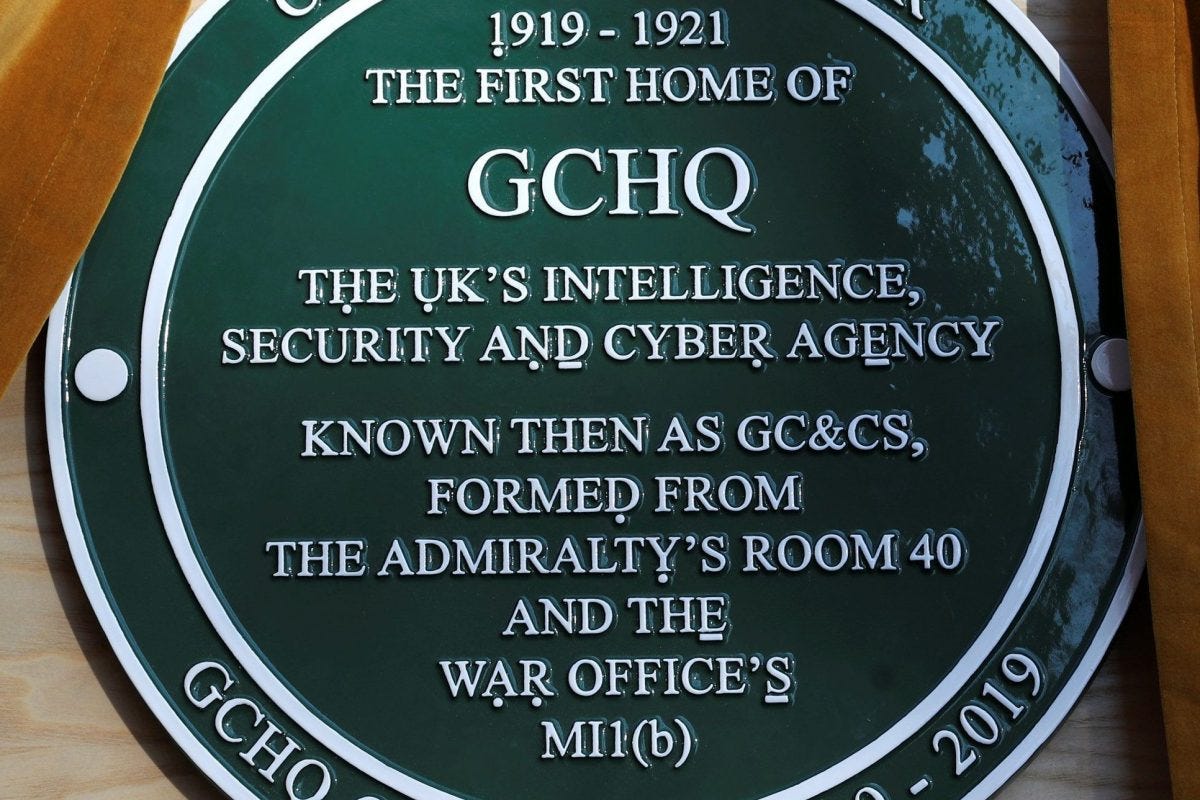 1919 - 1921
THE FIRST HOME OF
GCHQ
THE UK'S INTELLIGENCE,
SECURITY AND CYBER AGENCY
KNOWN THEN AS GC&CS,
FORMED FROM
THE ADMIRALTY'S ROOM 40
AND THE
WAR OFFICE'S
MI1(b)
GCHQ
- 2019